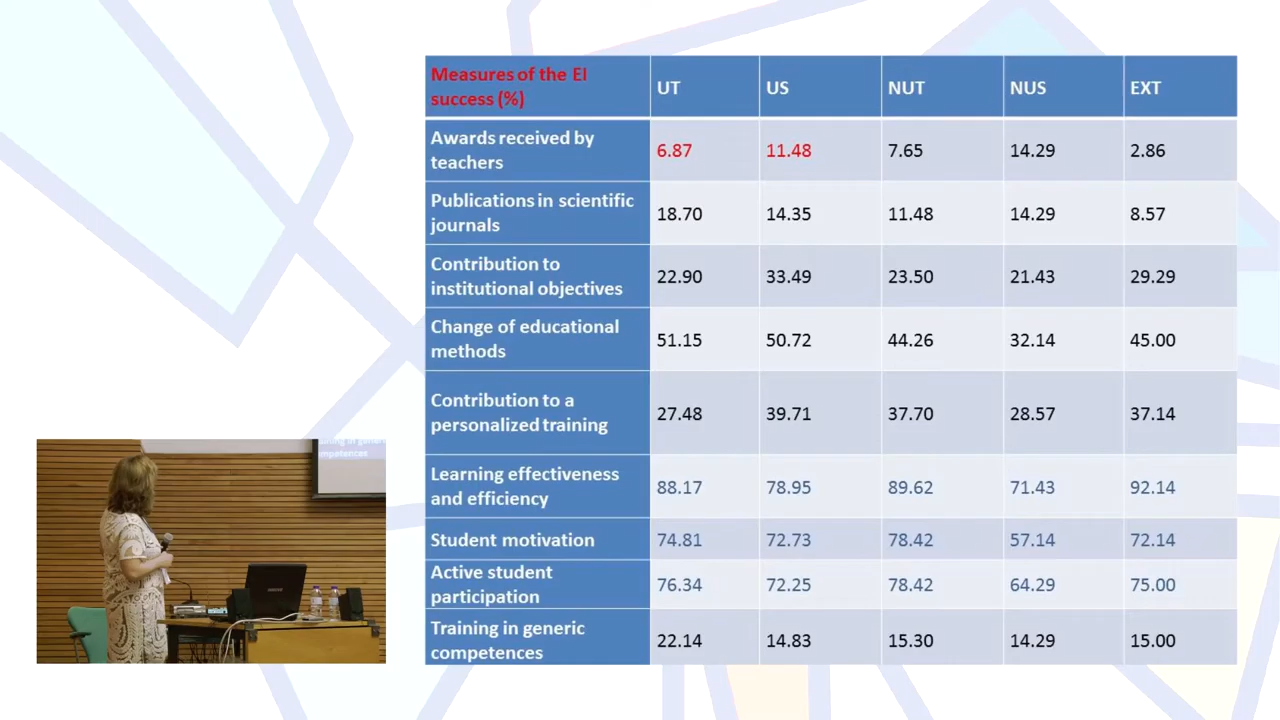 Measures of the EI
success (%)
UT
US
NUT
NUS
EXT
Awards received by
teachers
6.87
11.48
7.65
14.29
2.86
Publications in scientific
journals
18.70
14.35
11.48
14.29
8.57
Contribution to
institutional objectives
22.90
33.49
23.50
21.43
29.29
Change of educational
methods
51.15
50.72
44.26
32.14
45.00
Contribution to a
personalized training
27.48
39.71
37.70
28.57
37.14
Learning effectiveness
and efficiency
88.17
78.95
89.62
71.43
92.14
Student motivation
74.81
72.73
78.42
57.14
72.14
Active student
participation
76.34
72.25
78.42
64.29
75.00
Training in generic
competences
22.14
14.83
15.30
14.29
15.00